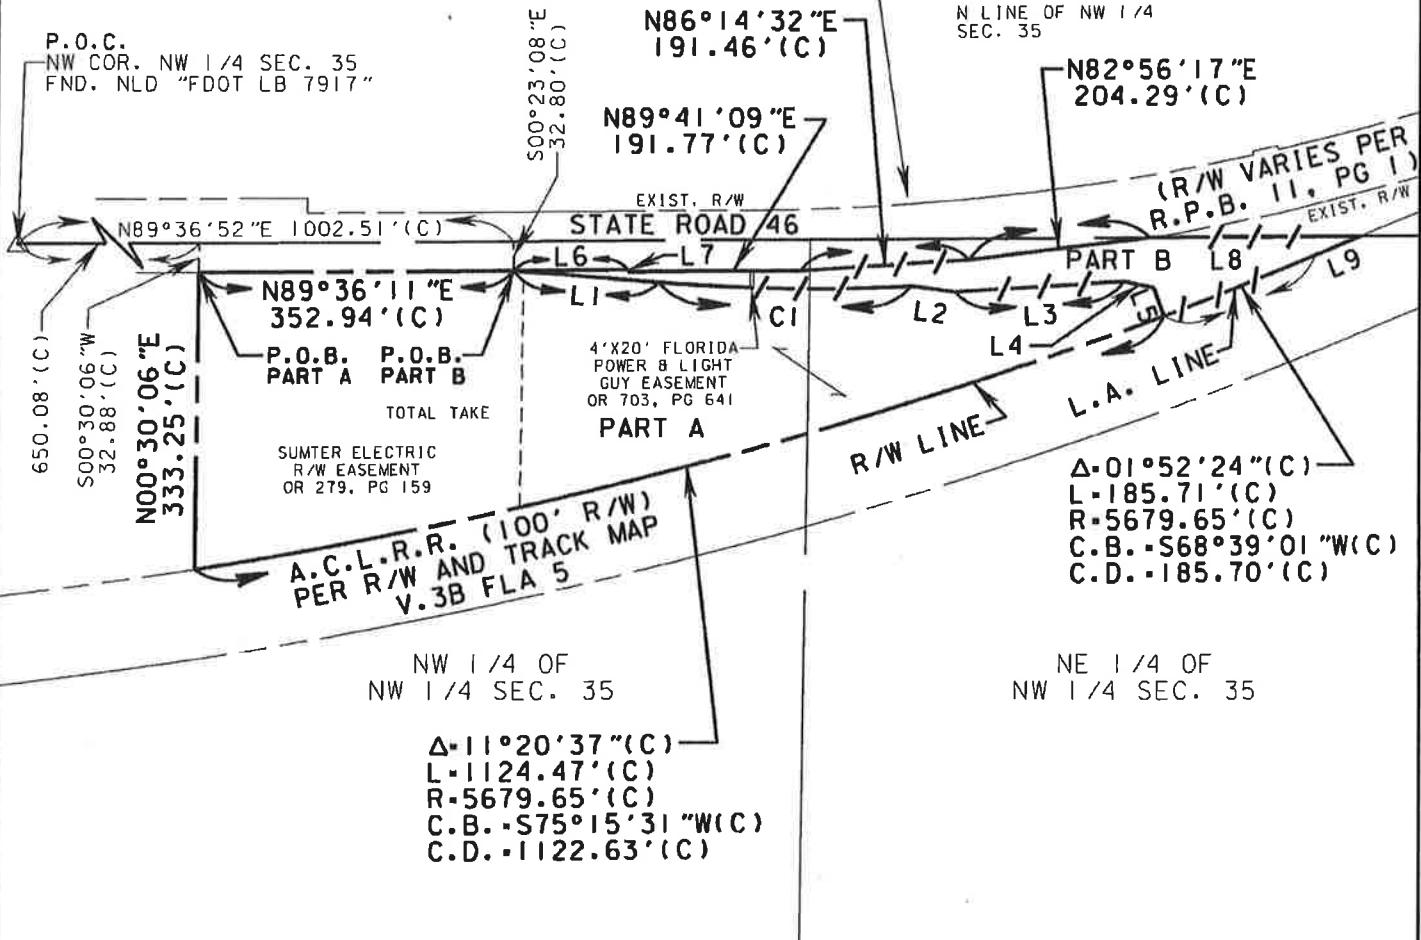 P.O.C.
NW COR. NW 1/4 SEC. 35
FND. NLD "FDOT LB 7917"
S00°23'08"E
32.80'(C)
N86°14'32"E
191.46'(C)
N LINE OF NW 1/4
SEC. 35
N82°56'17"E
204.29'(C)
N89°41'09"E
191.77'(C)
(R/W VARIES PER
R.P.B. 11, PG 1)
EXIST. R/W
EXIST. R/W
STATE ROAD 46
N89°36'52"E 1002.51'(C)
L6
L7
PART B
L8
L9
N89°36'11"E
352.94'(C)
L1
C1
L2
L3
L5
L4
650.08'(C)
S00°30'06"W
32.88'(C)
N00°30'06"E
333.25'(C)
P.O.B.
PART A
P.O.B.
PART B
TOTAL TAKE
4'X20' FLORIDA
POWER & LIGHT
GUY EASEMENT
OR 703, PG 641
PART A
SUMTER ELECTRIC
R/W EASEMENT
OR 279, PG 159
R/W LINE
L.A. LINE
Δ=01°52'24"(C)
L=185.71'(C)
R=5679.65'(C)
C.B.=S68°39'01"W(C)
C.D.=185.70'(C)
A.C.L.R.R. (100' R/W)
PER R/W AND TRACK MAP
V.3B FLA 5
NW 1/4 OF
NW 1/4 SEC. 35
NE 1/4 OF
NW 1/4 SEC. 35
Δ=11°20'37"(C)
L=1124.47'(C)
R=5679.65'(C)
C.B.=S75°15'31"W(C)
C.D.=1122.63'(C)